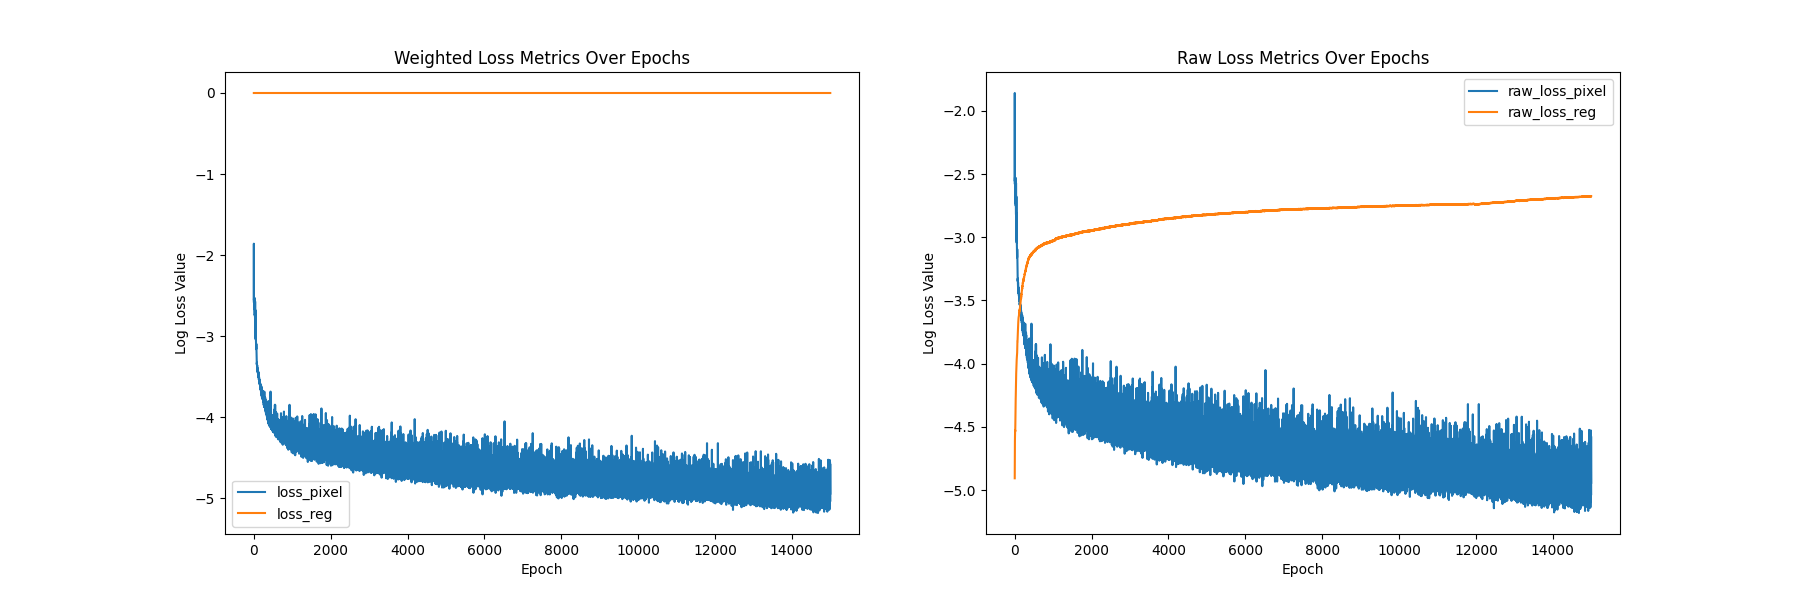 Weighted Loss Metrics Over Epochs
0
−1
−2
−3
−4
−5
Log Loss Value
loss_pixel
loss_reg
0 2000 4000 6000 8000 10000 12000 14000
Epoch
Raw Loss Metrics Over Epochs
raw_loss_pixel
raw_loss_reg
−2.0
−2.5
−3.0
−3.5
−4.0
−4.5
−5.0
Log Loss Value
0 2000 4000 6000 8000 10000 12000 14000
Epoch